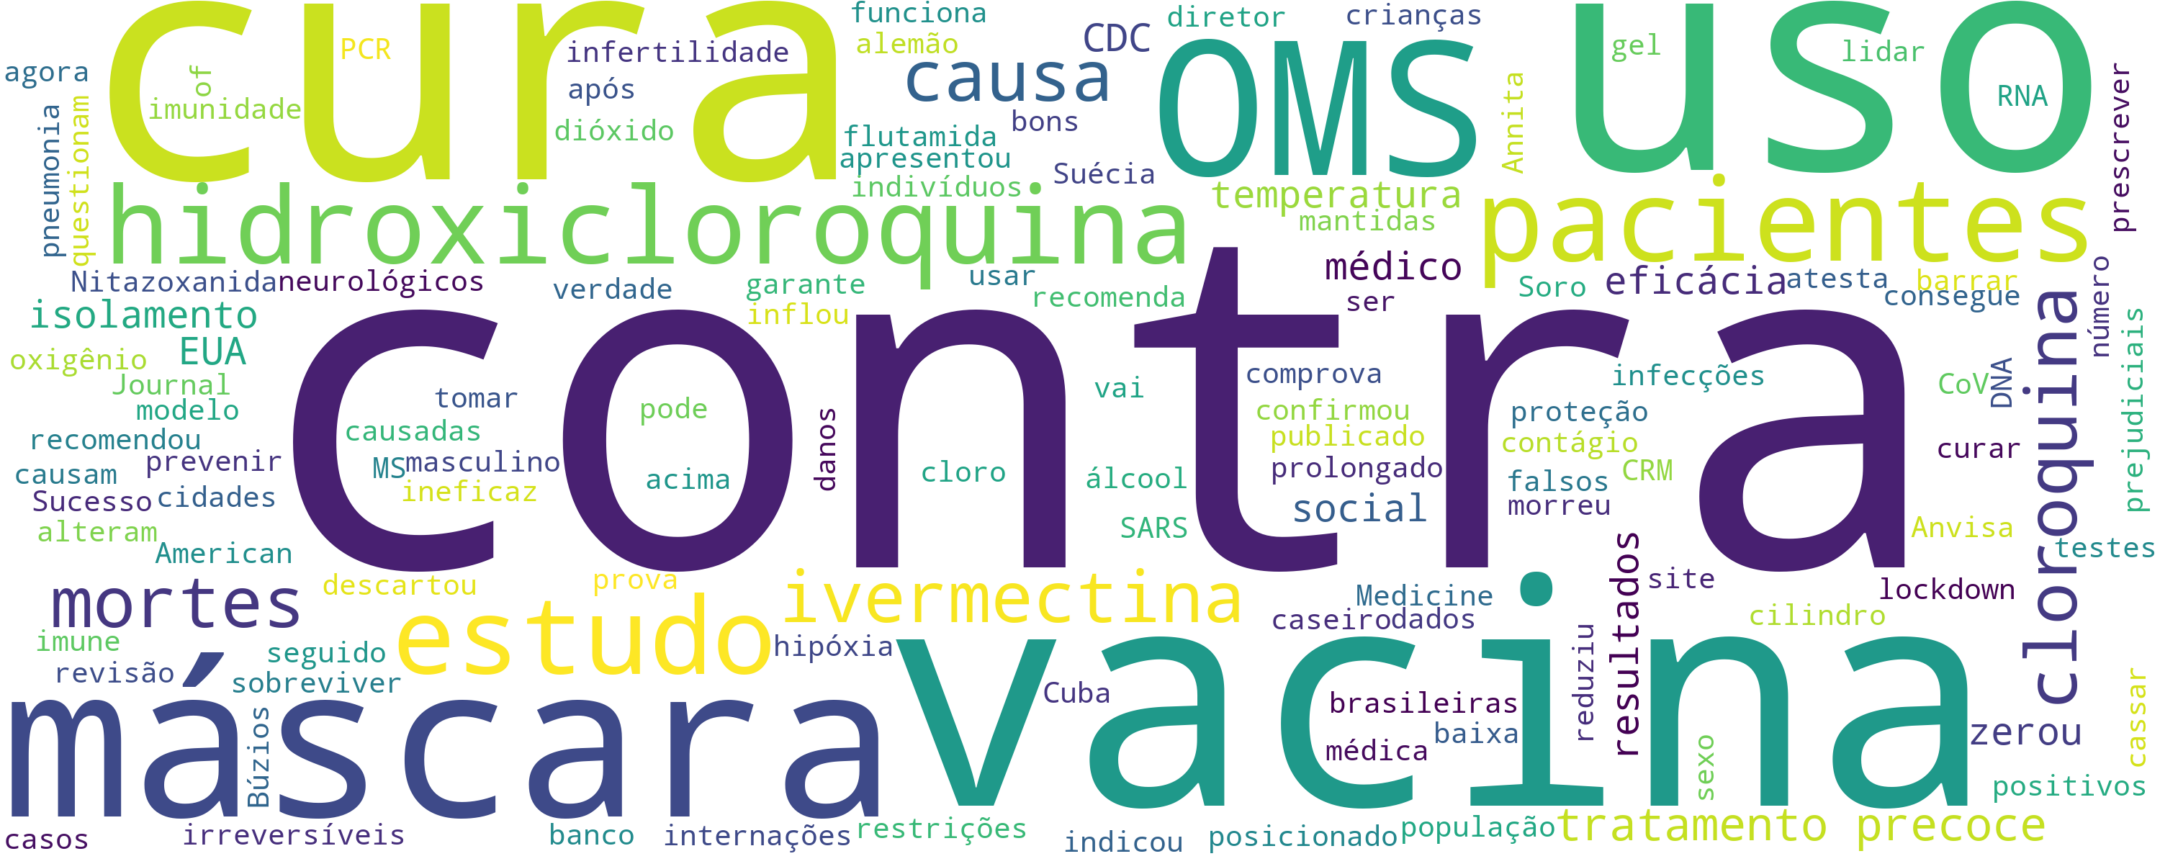 cura
contra
uso
OMS
vacina
máscara
hidroxicloroquina
pacientes
causa
estudo
ivermectina
mortes
cloroquina
tratamento precoce
agora
of
imunidade
PCR
infertilidade
após
dióxido
funciona
alemão
CDC
diretor
crianças
gel
lidar
RNA
Annita
prescrever
pneumonia
questionam
flutamida
apresentou
bons
indivíduos
Suécia
temperatura
mantidas
Nitazoxanida
neurológicos
verdade
garante
inflou
usar
recomenda
médico
ser
Soro
eficácia
atesta
barrar
consegue
número
isolamento
EUA
oxigênio
Journal
modelo
recomendou
causam
prevenir
Sucesso
cidades
alteram
American
tomar
causadas
MS
masculino
ineficaz
pode
acima
danos
cloro
vai
álcool
SARS
comprova
confirmou
publicado
prolongado
social
infecções
proteção
contágio
falsos
CRM
morreu
CoV
DNA
curar
prejudiciais
Anvisa
testes
descartou
prova
Medicine
caseiro
dados
resultados
site
lockdown
cilindro
imune
revisão
seguido
sobreviver
hipóxia
Búzios
Cuba
brasileiras
médica
baixa
reduziu
sexo
zerou
cassar
positivos
casos
irreversíveis
banco
internações
restrições
indicou
posicionado
população